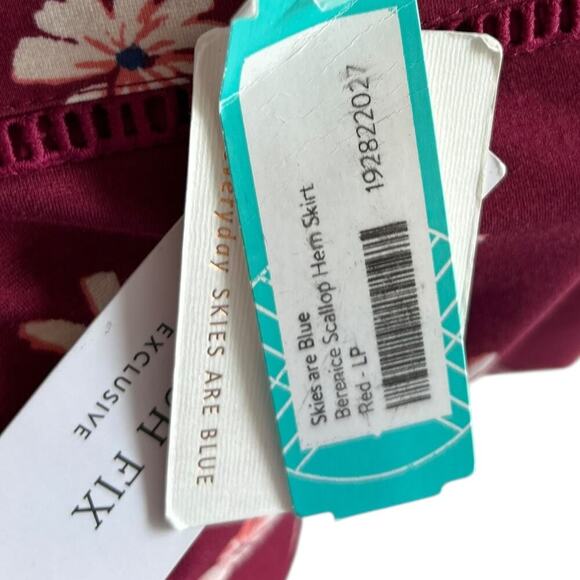 Skies are Blue
Berenice Scallop Hem Skirt
Red - LP
192822027
everyday SKIES ARE BLUE
FIX
EXCLUSIVE